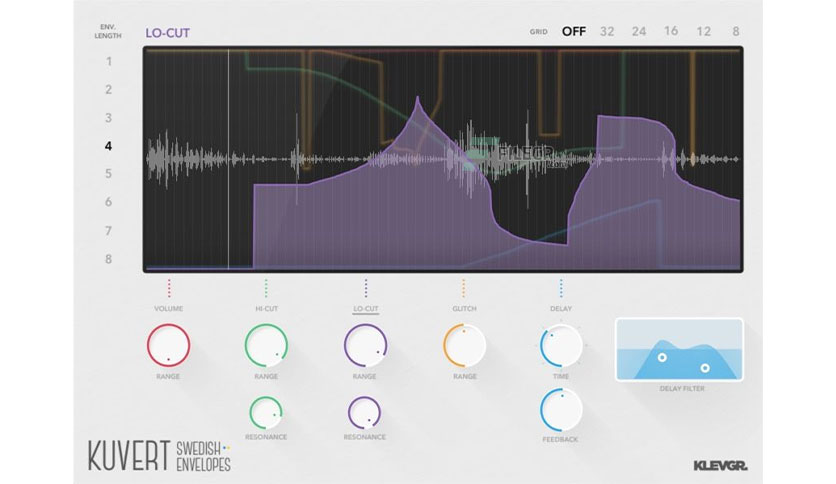 ENV. LENGTH
LO-CUT
GRID OFF 32 24 16 12 8
1
2
3
4
5
6
7
8
VOLUME HI-CUT LO-CUT GLITCH DELAY
RANGE RANGE RANGE RANGE TIME
DELAY FILTER
RESONANCE RESONANCE FEEDBACK
KUVERT SWEDISH ENVELOPES
KLEVGR.